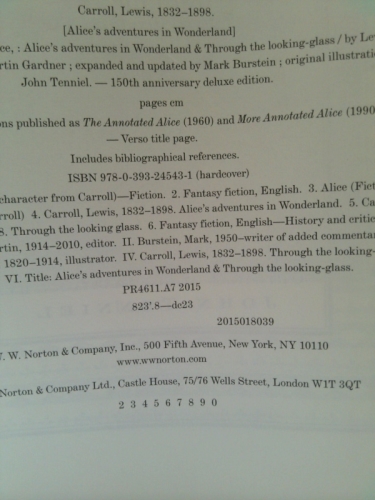 Carroll, Lewis, 1832–1898.
[Alice's adventures in Wonderland]
ce, : Alice's adventures in Wonderland & Through the looking-glass / by Le
rtin Gardner ; expanded and updated by Mark Burstein ; original illustratio
John Tenniel. — 150th anniversary deluxe edition.
pages em
ons published as The Annotated Alice (1960) and More Annotated Alice (1990
— Verso title page.
Includes bibliographical references.
ISBN 978-0-393-24543-1 (hardcover)
character from Carroll)—Fiction. 2. Fantasy fiction, English. 3. Alice (Fict
rroll) 4. Carroll, Lewis, 1832–1898. Alice's adventures in Wonderland. 5. Ca
8. Through the looking glass. 6. Fantasy fiction, English—History and critic
rtin, 1914–2010, editor. II. Burstein, Mark, 1950–writer of added commentar
1820–1914, illustrator. IV. Carroll, Lewis, 1832–1898. Through the looking-
VI. Title: Alice's adventures in Wonderland & Through the looking-glass.
PR4611.A7 2015
823'.8—dc23
2015018039
W. W. Norton & Company, Inc., 500 Fifth Avenue, New York, NY 10110
www.wwnorton.com
Norton & Company Ltd., Castle House, 75/76 Wells Street, London W1T 3QT
2 3 4 5 6 7 8 9 0